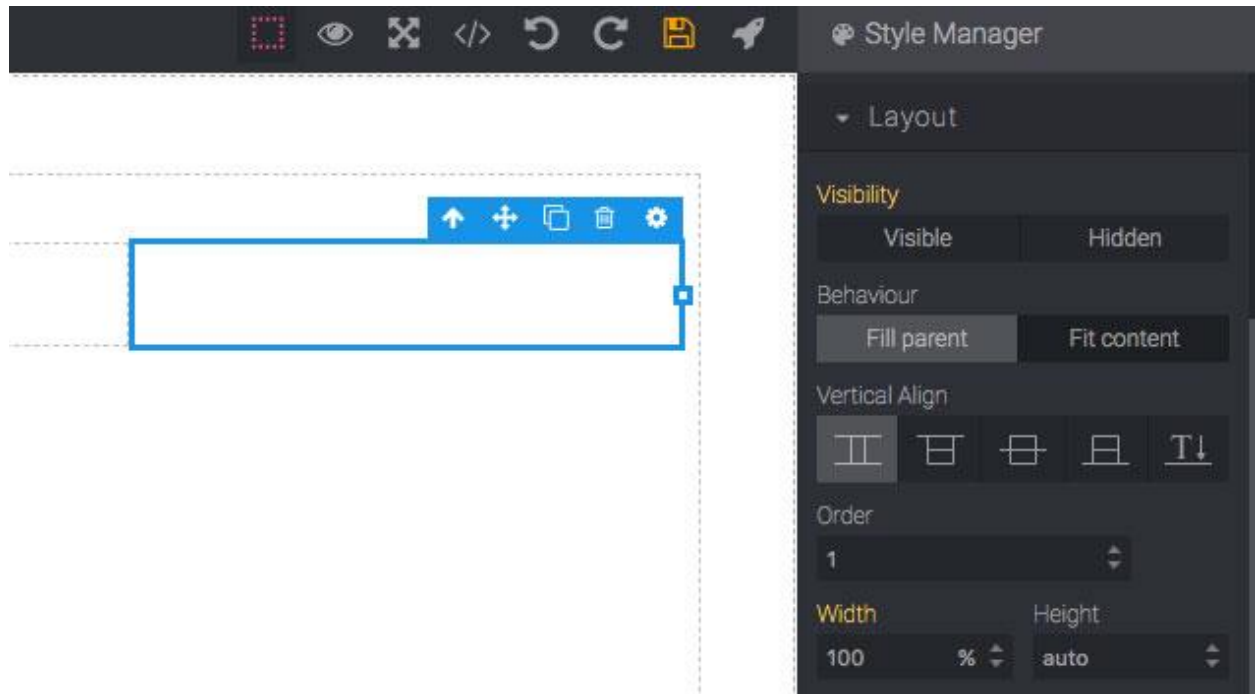 </> Style Manager
Layout
Visibility
Visible Hidden
Behaviour
Fill parent Fit content
Vertical Align
T
Order
1
Width Height
100 % auto